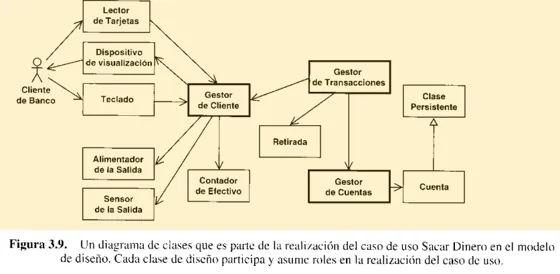 Lector
de Tarjetas
Dispositivo
de visualización
Cliente
de Banco
Teclado
Gestor
de Cliente
Gestor
de Transacciones
Clase
Persistente
Retirada
Alimentador
de la Salida
Contador
de Efectivo
Gestor
de Cuentas
Cuenta
Sensor
de la Salida
Figura 3.9. Un diagrama de clases que es parte de la realización del caso de uso Sacar Dinero en el modelo
de diseño. Cada clase de diseño participa y asume roles en la realización del caso de uso.